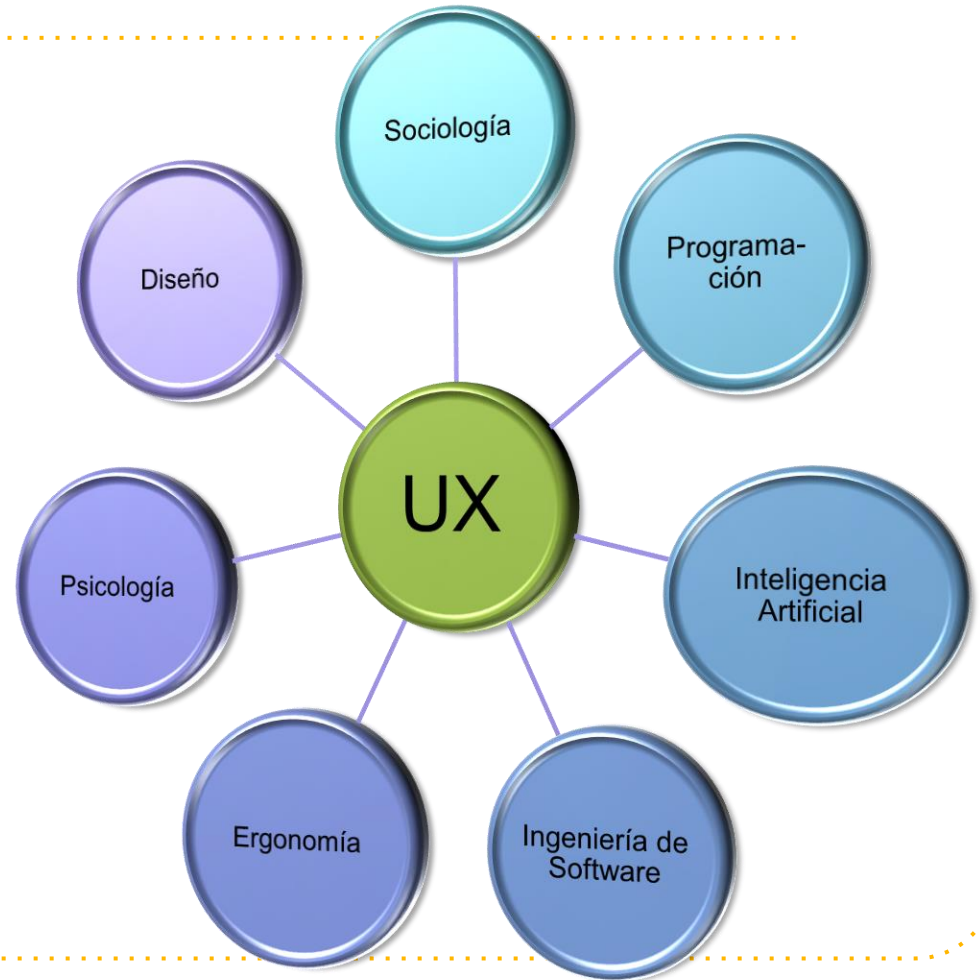 Sociología
Programa-
ción
Diseño
UX
Inteligencia
Artificial
Psicología
Ergonomía
Ingeniería de
Software